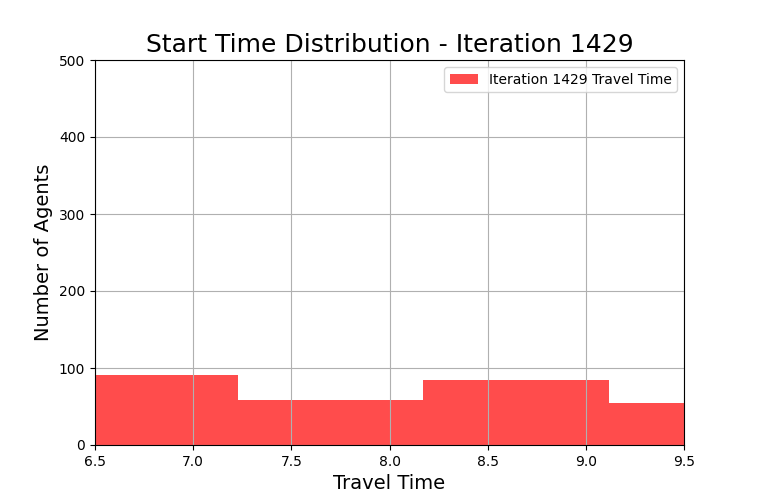 Start Time Distribution - Iteration 1429
Iteration 1429 Travel Time
Number of Agents
500
400
300
200
100
0
6.5 7.0 7.5 8.0 8.5 9.0 9.5
Travel Time